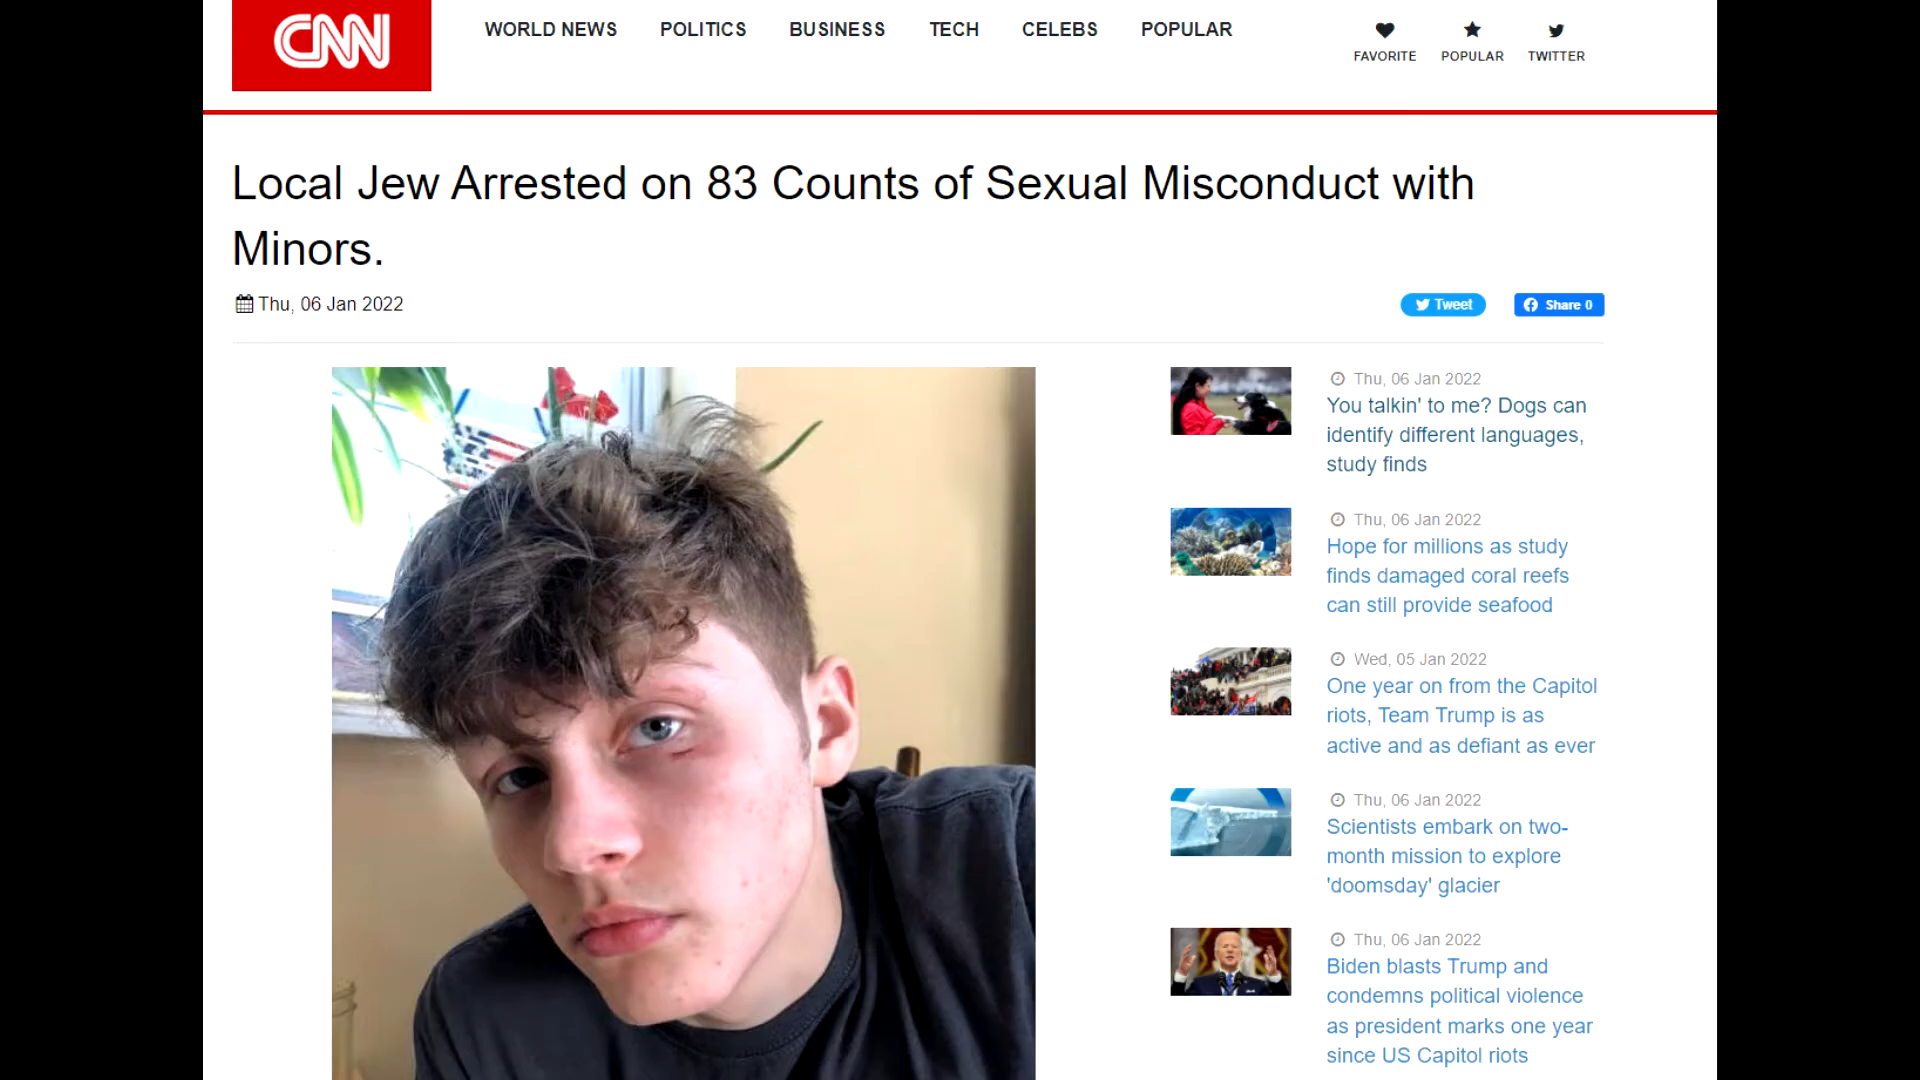 CNN
WORLD NEWS POLITICS BUSINESS TECH CELEBS POPULAR
FAVORITE POPULAR TWITTER
Local Jew Arrested on 83 Counts of Sexual Misconduct with
Minors.
Thu, 06 Jan 2022
Tweet
Share 0
Thu, 06 Jan 2022
You talkin' to me? Dogs can
identify different languages,
study finds
Thu, 06 Jan 2022
Hope for millions as study
finds damaged coral reefs
can still provide seafood
Wed, 05 Jan 2022
One year on from the Capitol
riots, Team Trump is as
active and as defiant as ever
Thu, 06 Jan 2022
Scientists embark on two-
month mission to explore
'doomsday' glacier
Thu, 06 Jan 2022
Biden blasts Trump and
condemns political violence
as president marks one year
since US Capitol riots